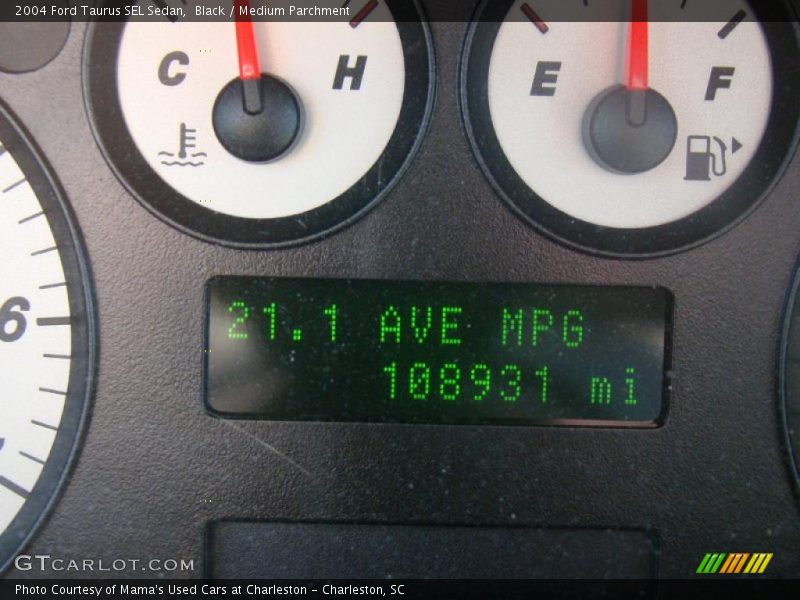 2004 Ford Taurus SEL Sedan,  Black / Medium Parchment
C H
E F
6
21.1 AVE MPG
108931 mi
GTCARLOT.COM
Photo Courtesy of Mama's Used Cars at Charleston - Charleston, SC